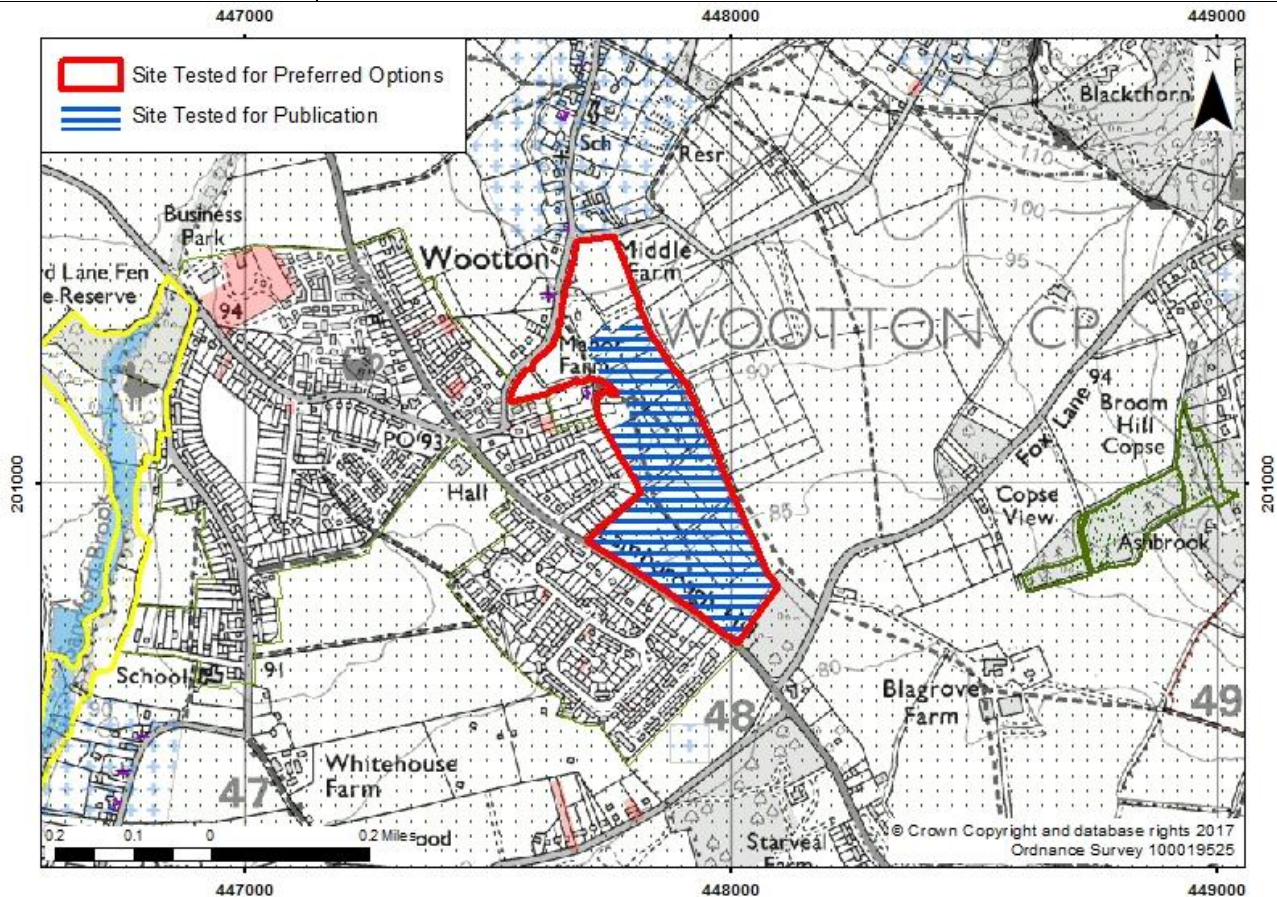 447000
448000
449000
Site Tested for Preferred Options
Site Tested for Publication
N
Blackthorn
Sch
110
Resr
100
Business
Park
Wootton
Middle
Farm
95
d Lane Fen
e Reserve
94
WOOTTON CP
Manor
Farm
90
94
Fox Lane
Broom
Hill
Copse
PO
93
201000
201000
Hall
85
Copse
View
Ashbrook
School
91
80
Blagrove
Farm
90
48
49
Whitehouse
Farm
47
0.2
0.1
0
0.2 Miles
ood
Starveal
Farm
© Crown Copyright and database rights 2017
Ordnance Survey 100019525
447000
448000
449000